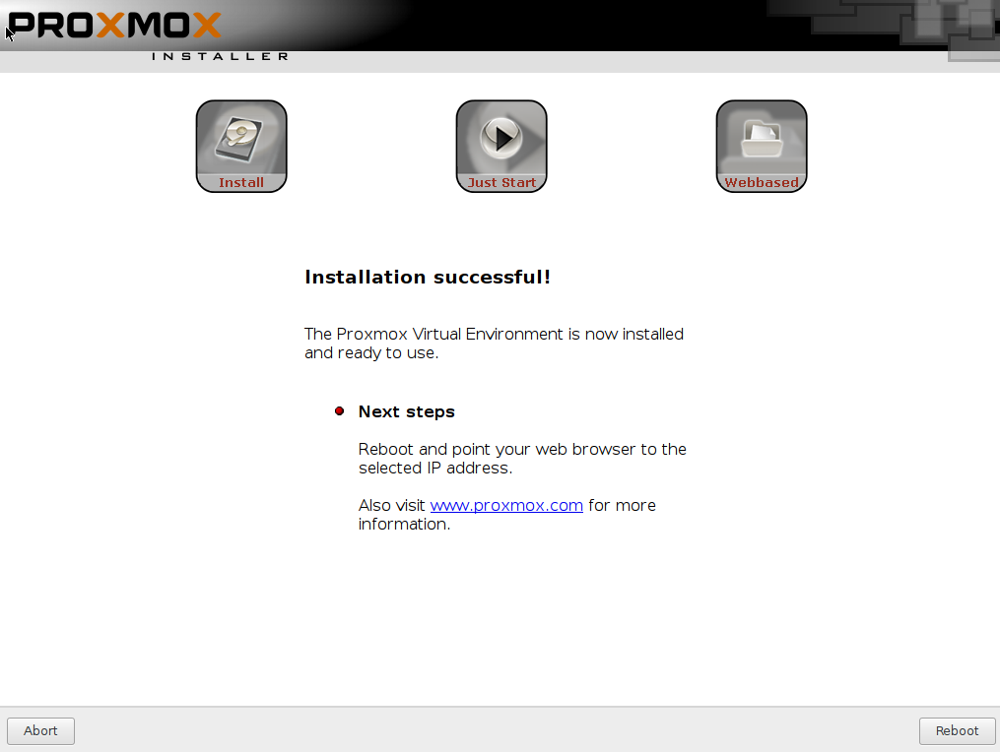 PROXMOX
INSTALLER
Install
Just Start
Webbased
Installation successful!
The Proxmox Virtual Environment is now installed
and ready to use.
Next steps
Reboot and point your web browser to the
selected IP address.
Also visit www.proxmox.com for more
information.
Abort
Reboot